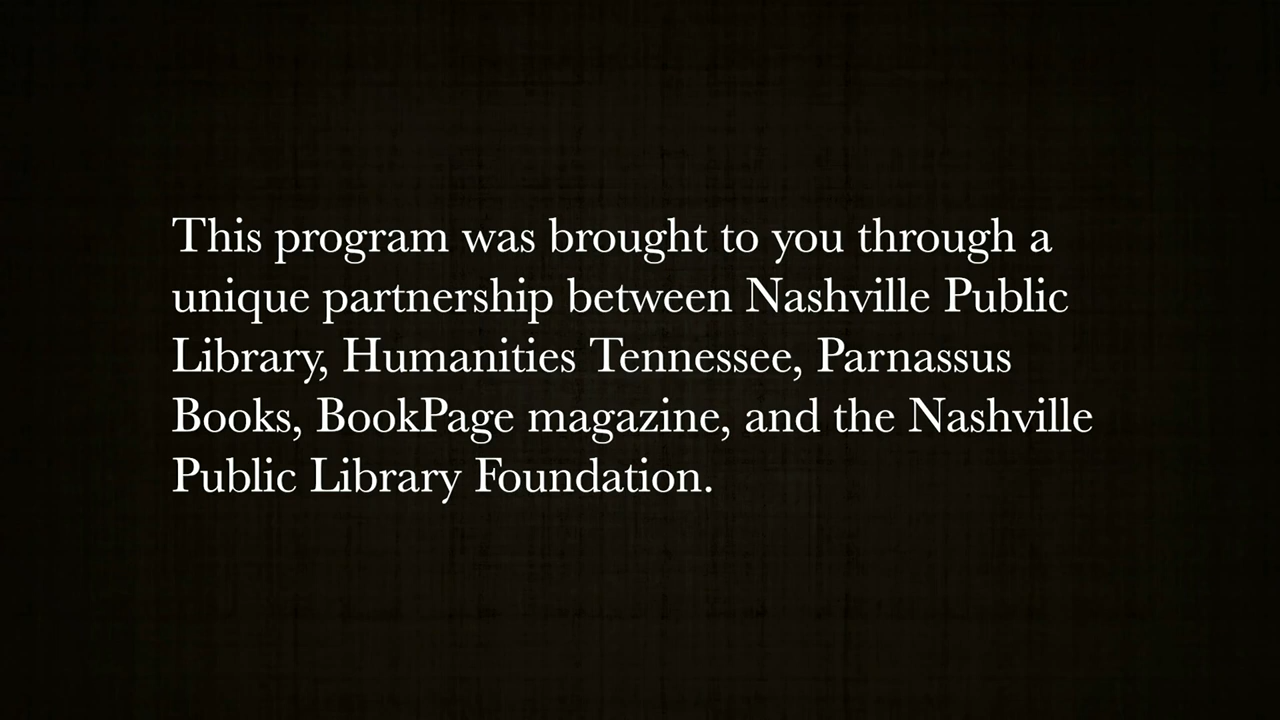 This program was brought to you through a
unique partnership between Nashville Public
Library, Humanities Tennessee, Parnassus
Books, BookPage magazine, and the Nashville
Public Library Foundation.